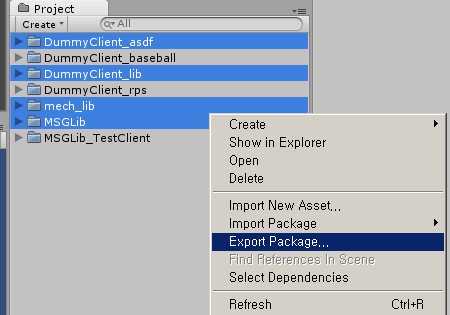 Project
Create
All
DummyClient_asdf
DummyClient_baseball
DummyClient_lib
DummyClient_rps
mech_lib
MSGLib
MSGLib_TestClient
Create
Show in Explorer
Open
Delete
Import New Asset...
Import Package
Export Package...
Find References In Scene
Select Dependencies
Refresh Ctrl+R